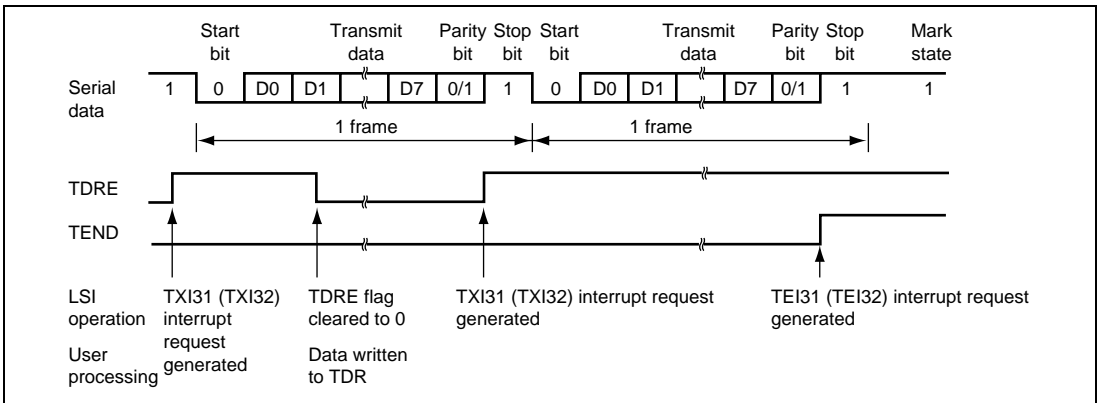 Start Transmit Parity Stop Start Transmit Parity Stop Mark
bit data bit bit bit data bit bit state
Serial 1 0 D0 D1 D7 0/1 1 0 D0 D1 D7 0/1 1 1
data
1 frame 1 frame
TDRE
TEND
LSI TXI31 (TXI32) TDRE flag TXI31 (TXI32) interrupt request TEI31 (TEI32) interrupt request
operation interrupt cleared to 0 generated generated
request
User generated Data written
processing to TDR